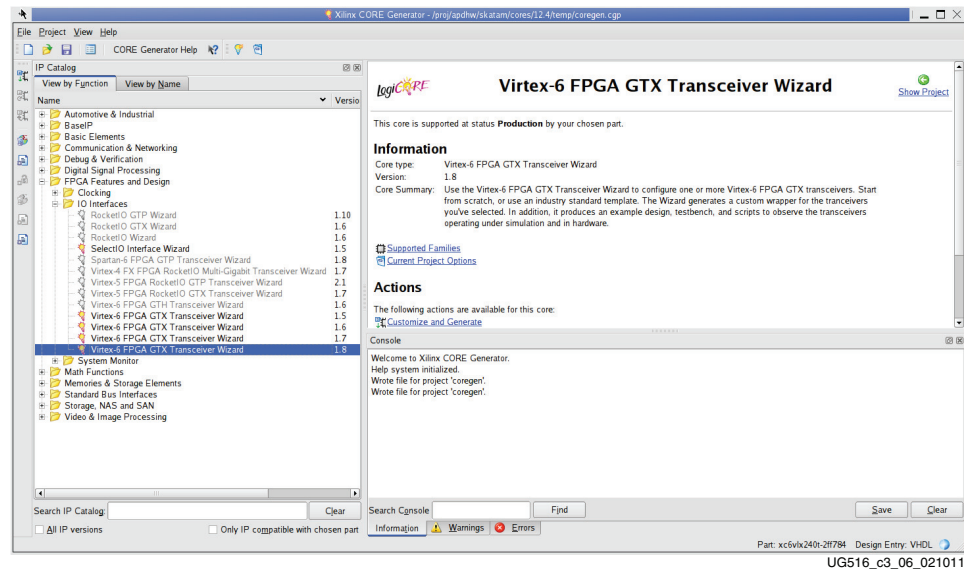 Xilinx CORE Generator - /proj/apdhw/skatam/cores/12.4/temp/coregen.cgp
File Project View Help
CORE Generator Help
IP Catalog
View by Function View by Name
Name Versio
Automotive & Industrial
BaseIP
Basic Elements
Communication & Networking
Debug & Verification
Digital Signal Processing
FPGA Features and Design
Clocking
IO Interfaces
RocketIO GTP Wizard 1.10
RocketIO GTX Wizard 1.6
RocketIO Wizard 1.6
SelectIO Interface Wizard 1.5
Spartan-6 FPGA GTP Transceiver Wizard 1.8
Virtex-4 FX FPGA RocketIO Multi-Gigabit Transceiver Wizard 1.7
Virtex-5 FPGA RocketIO GTP Transceiver Wizard 2.1
Virtex-5 FPGA RocketIO GTX Transceiver Wizard 1.7
Virtex-6 FPGA GTH Transceiver Wizard 1.6
Virtex-6 FPGA GTX Transceiver Wizard 1.5
Virtex-6 FPGA GTX Transceiver Wizard 1.6
Virtex-6 FPGA GTX Transceiver Wizard 1.7
Virtex-6 FPGA GTX Transceiver Wizard 1.8
System Monitor
Math Functions
Memories & Storage Elements
Standard Bus Interfaces
Storage, NAS and SAN
Video & Image Processing
Search IP Catalog: Clear
All IP versions Only IP compatible with chosen part
logiCORE Virtex-6 FPGA GTX Transceiver Wizard Show Project
This core is supported at status Production by your chosen part.
Information
Core type: Virtex-6 FPGA GTX Transceiver Wizard
Version: 1.8
Core Summary: Use the Virtex-6 FPGA GTX Transceiver Wizard to configure one or more Virtex-6 FPGA GTX transceivers. Start
from scratch, or use an industry standard template. The Wizard generates a custom wrapper for the tranceivers
you've selected. In addition, it produces an example design, testbench, and scripts to observe the transceivers
operating under simulation and in hardware.
Supported Families
Current Project Options
Actions
The following actions are available for this core:
Customize and Generate
Console
Welcome to Xilinx CORE Generator.
Help system initialized.
Wrote file for project 'coregen'.
Wrote file for project 'coregen'.
Search Console Find Save Clear
Information Warnings Errors
Part: xc6vlx240t-2ff784 Design Entry: VHDL
UG516_c3_06_021011